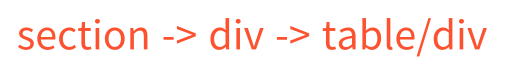 section -> div -> table/div